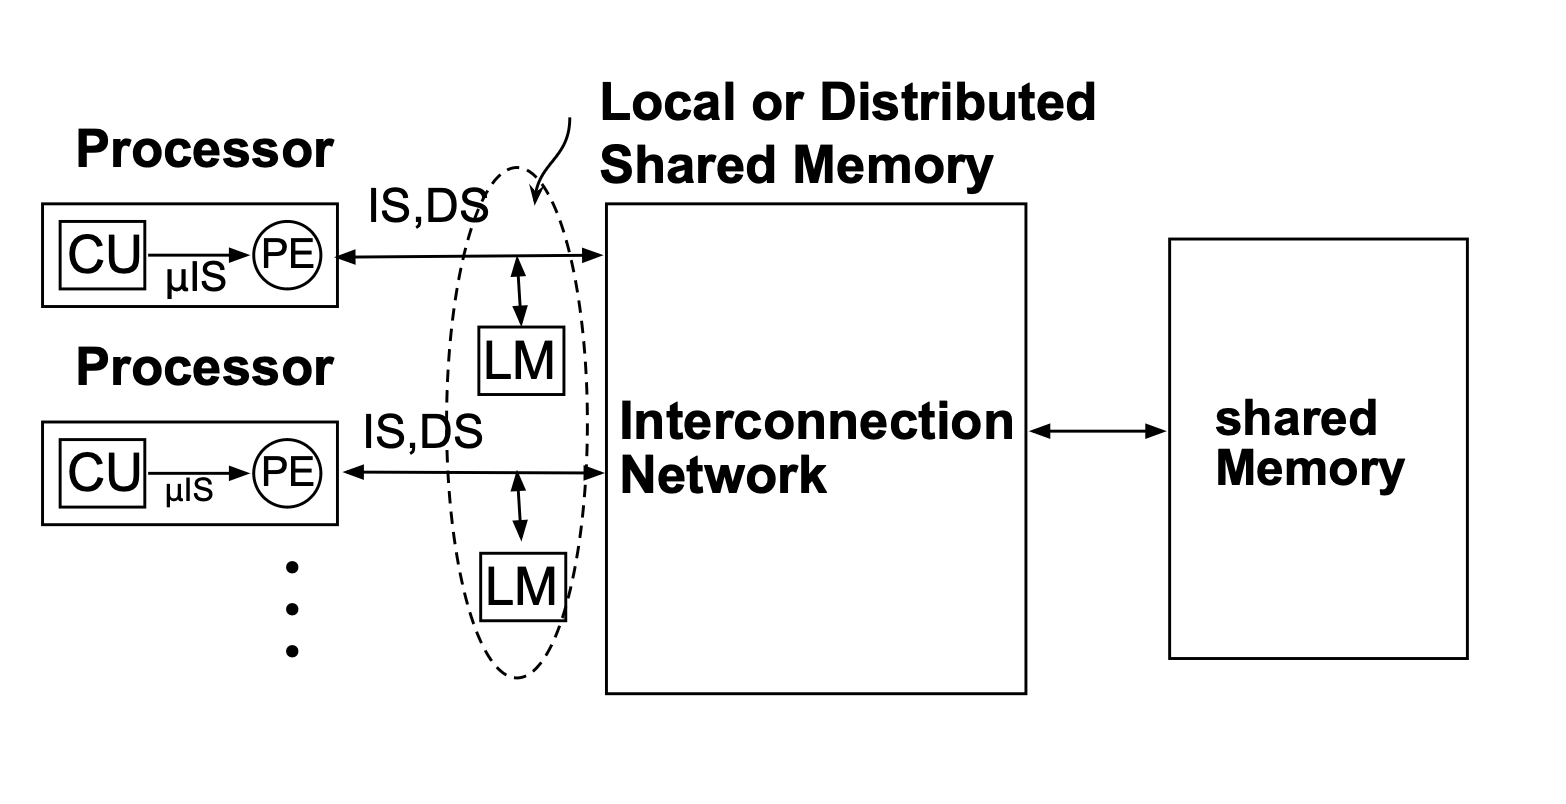 Local or Distributed
Shared Memory
Processor
IS,DS
CU
µIS
PE
LM
Processor
IS,DS
CU
µIS
PE
LM
Interconnection
Network
shared
Memory